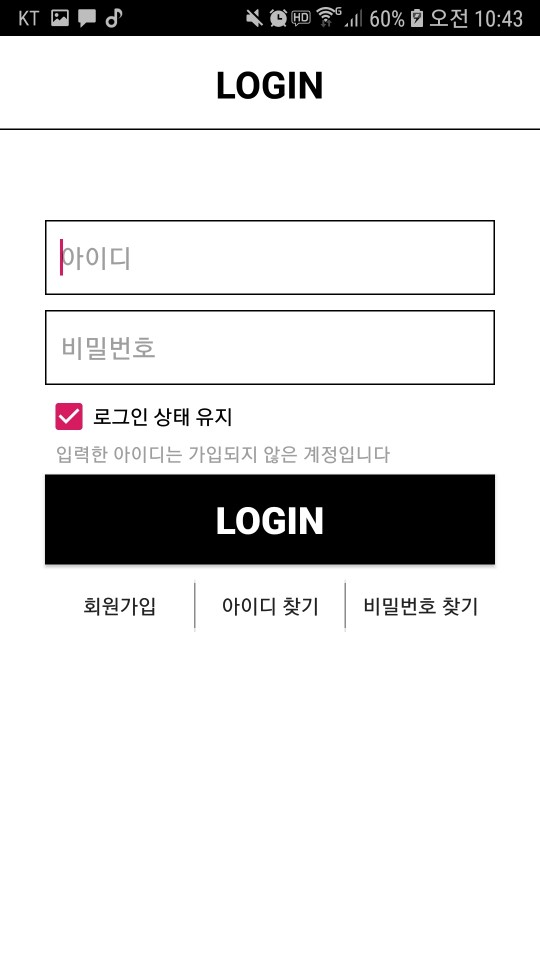 KT 60% 오전 10:43
LOGIN
아이디
비밀번호
로그인 상태 유지
입력한 아이디는 가입되지 않은 계정입니다
LOGIN
회원가입 아이디 찾기 비밀번호 찾기